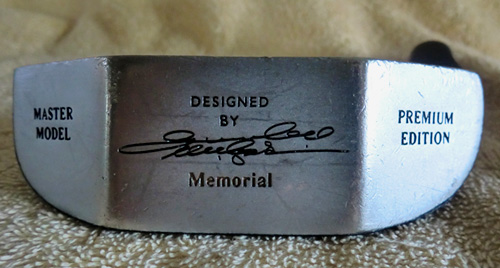 MASTER
MODEL
DESIGNED
BY
Memorial
PREMIUM
EDITION